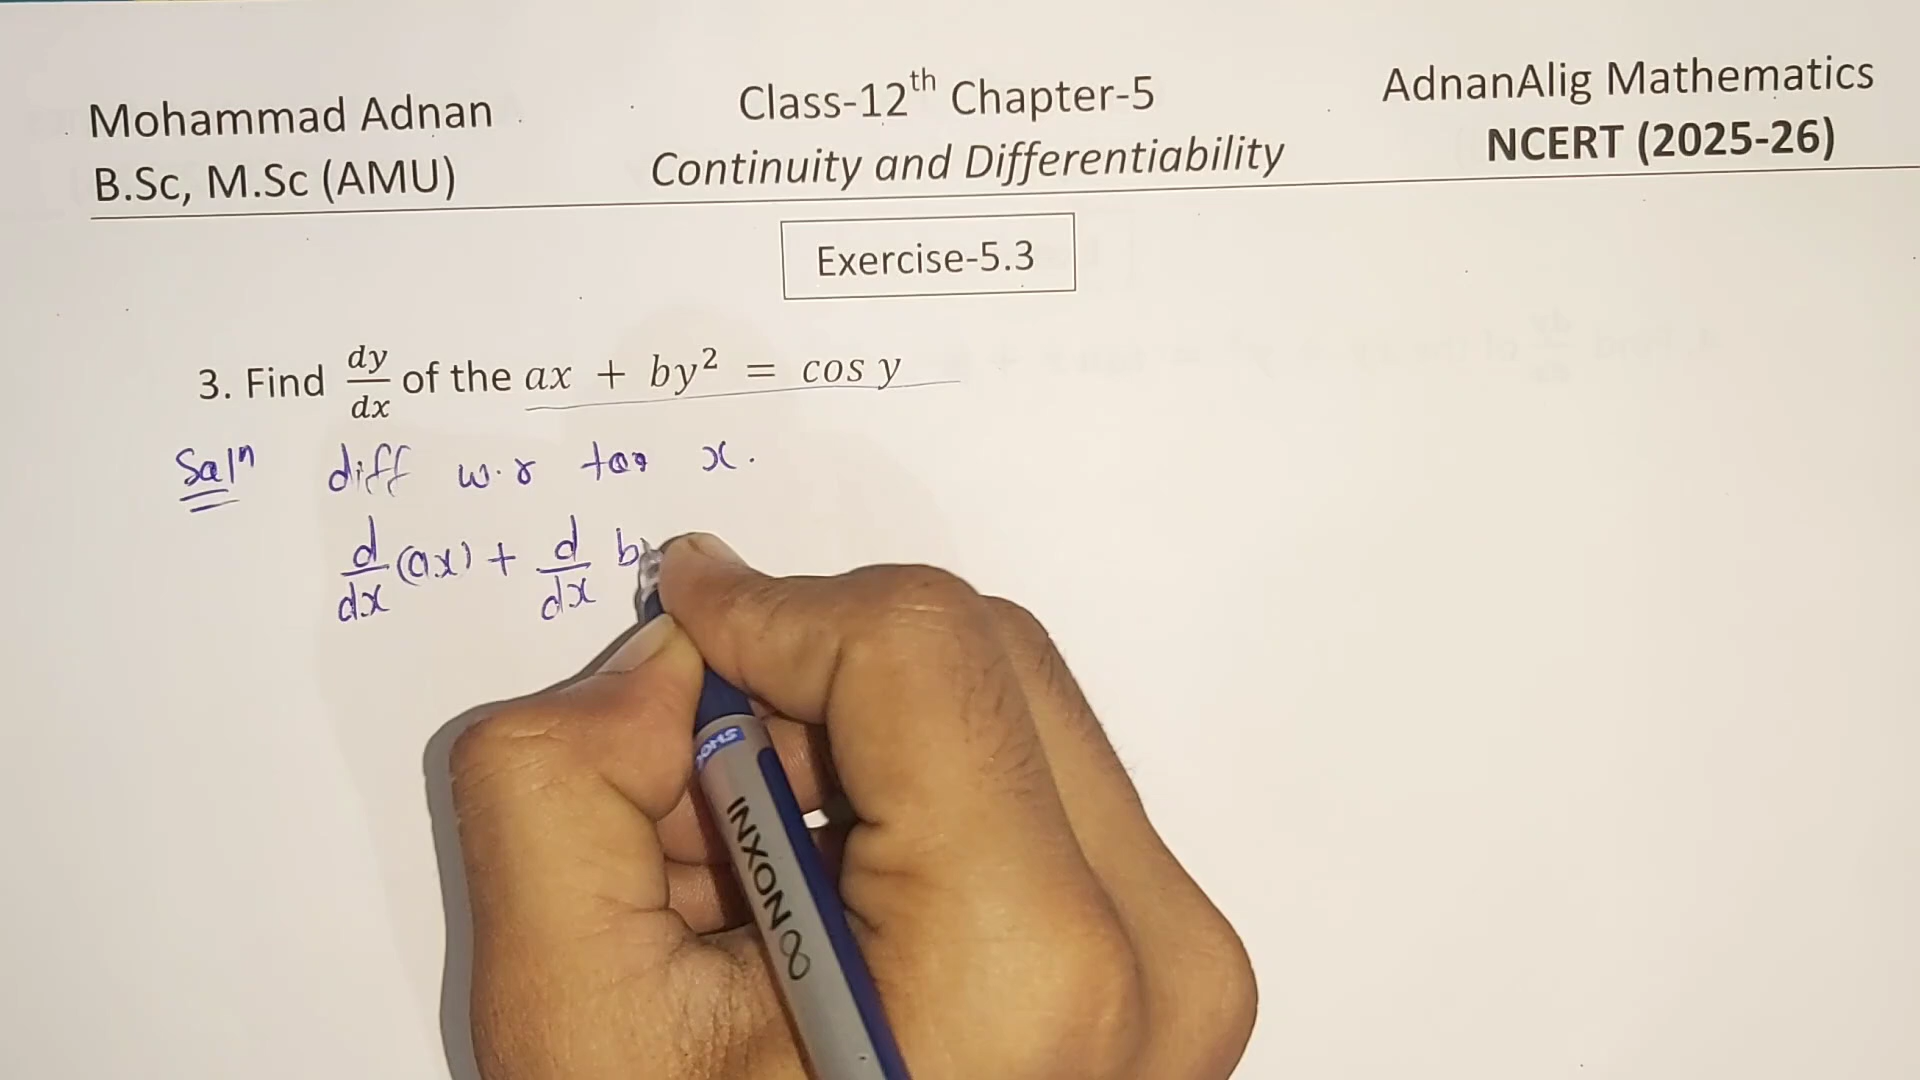 Mohammad Adnan
B.Sc, M.Sc (AMU)
Class-12th Chapter-5
Continuity and Differentiability
AdnanAlig Mathematics
NCERT (2025-26)
Exercise-5.3
3. Find dy/dx of the ax + by² = cos y
Solⁿ diff w.r to x.
d/dx (ax) + d/dx b
INXON